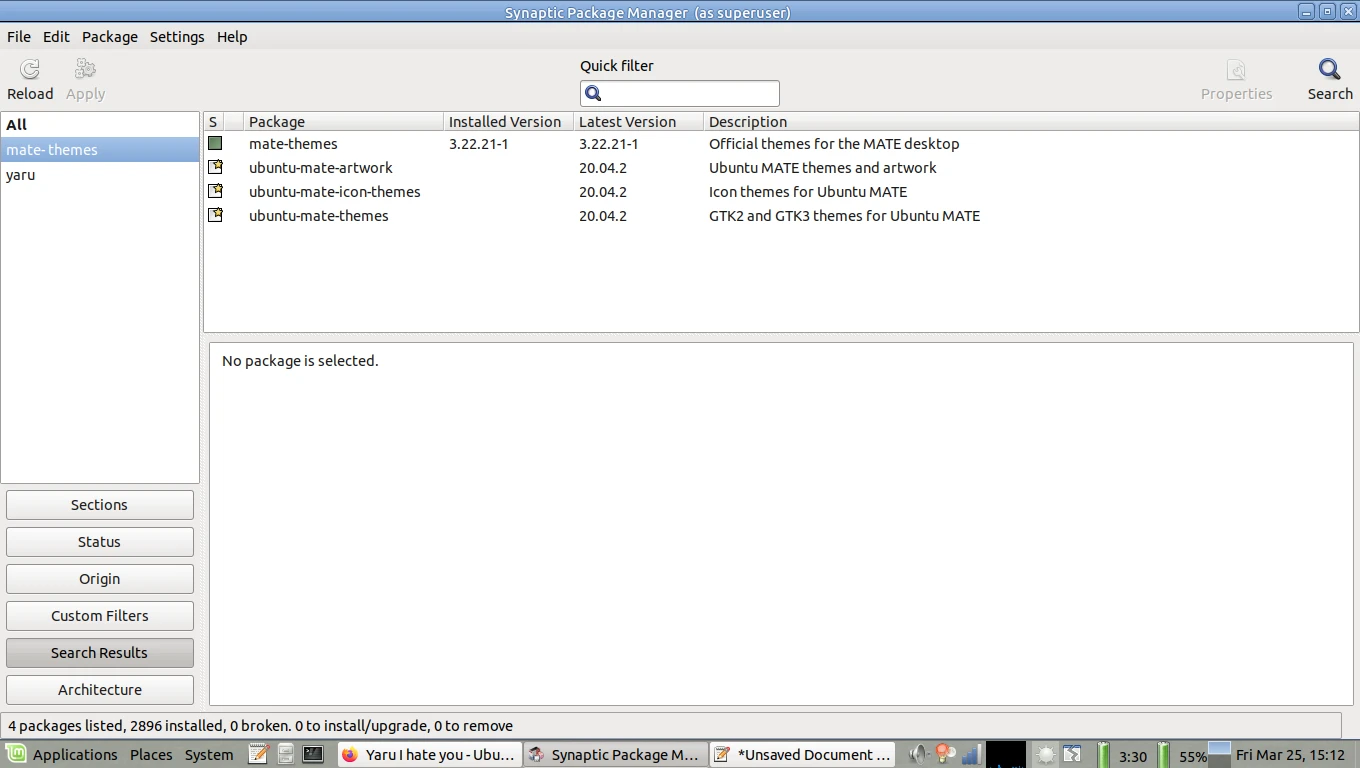 Synaptic Package Manager (as superuser)
File Edit Package Settings Help
Reload Apply Quick filter Properties Search
All
mate-themes
yaru
S Package Installed Version Latest Version Description
mate-themes 3.22.21-1 3.22.21-1 Official themes for the MATE desktop
ubuntu-mate-artwork 20.04.2 Ubuntu MATE themes and artwork
ubuntu-mate-icon-themes 20.04.2 Icon themes for Ubuntu MATE
ubuntu-mate-themes 20.04.2 GTK2 and GTK3 themes for Ubuntu MATE
No package is selected.
Sections
Status
Origin
Custom Filters
Search Results
Architecture
4 packages listed, 2896 installed, 0 broken. 0 to install/upgrade, 0 to remove
Applications Places System Yaru I hate you - Ubu... Synaptic Package M... *Unsaved Document ... 3:30 55% Fri Mar 25, 15:12